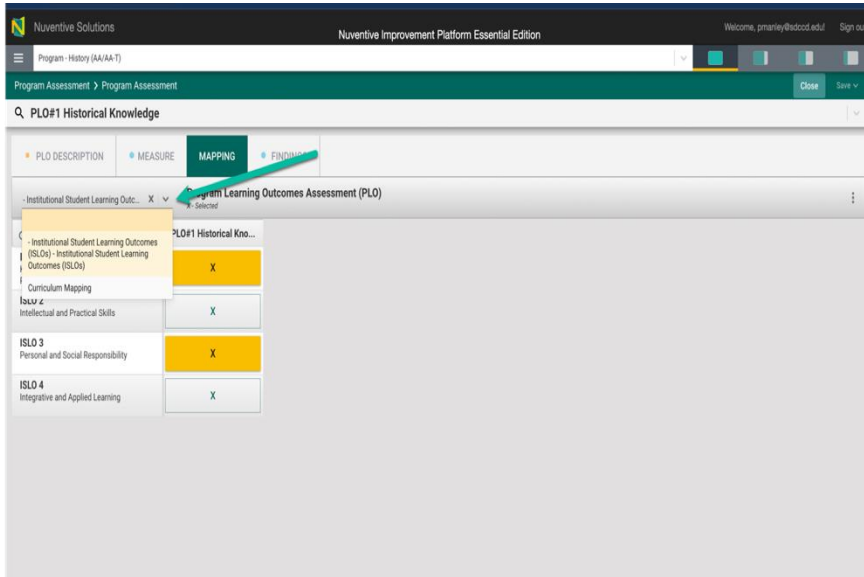 Nuventive Solutions
Nuventive Improvement Platform Essential Edition
Welcome, pmanley@sdccd.edu! Sign ou
Program - History (AA/AA-T)
Program Assessment > Program Assessment
Close Save
PLO#1 Historical Knowledge
PLO DESCRIPTION
MEASURE
MAPPING
- Institutional Student Learning Outc... X
Program Learning Outcomes Assessment (PLO)
X - Selected
- Institutional Student Learning Outcomes
(ISLOs) - Institutional Student Learning
Outcomes (ISLOs)
Curriculum Mapping
PLO#1 Historical Kno...
X
ISLO 2
Intellectual and Practical Skills
X
ISLO 3
Personal and Social Responsibility
X
ISLO 4
Integrative and Applied Learning
X